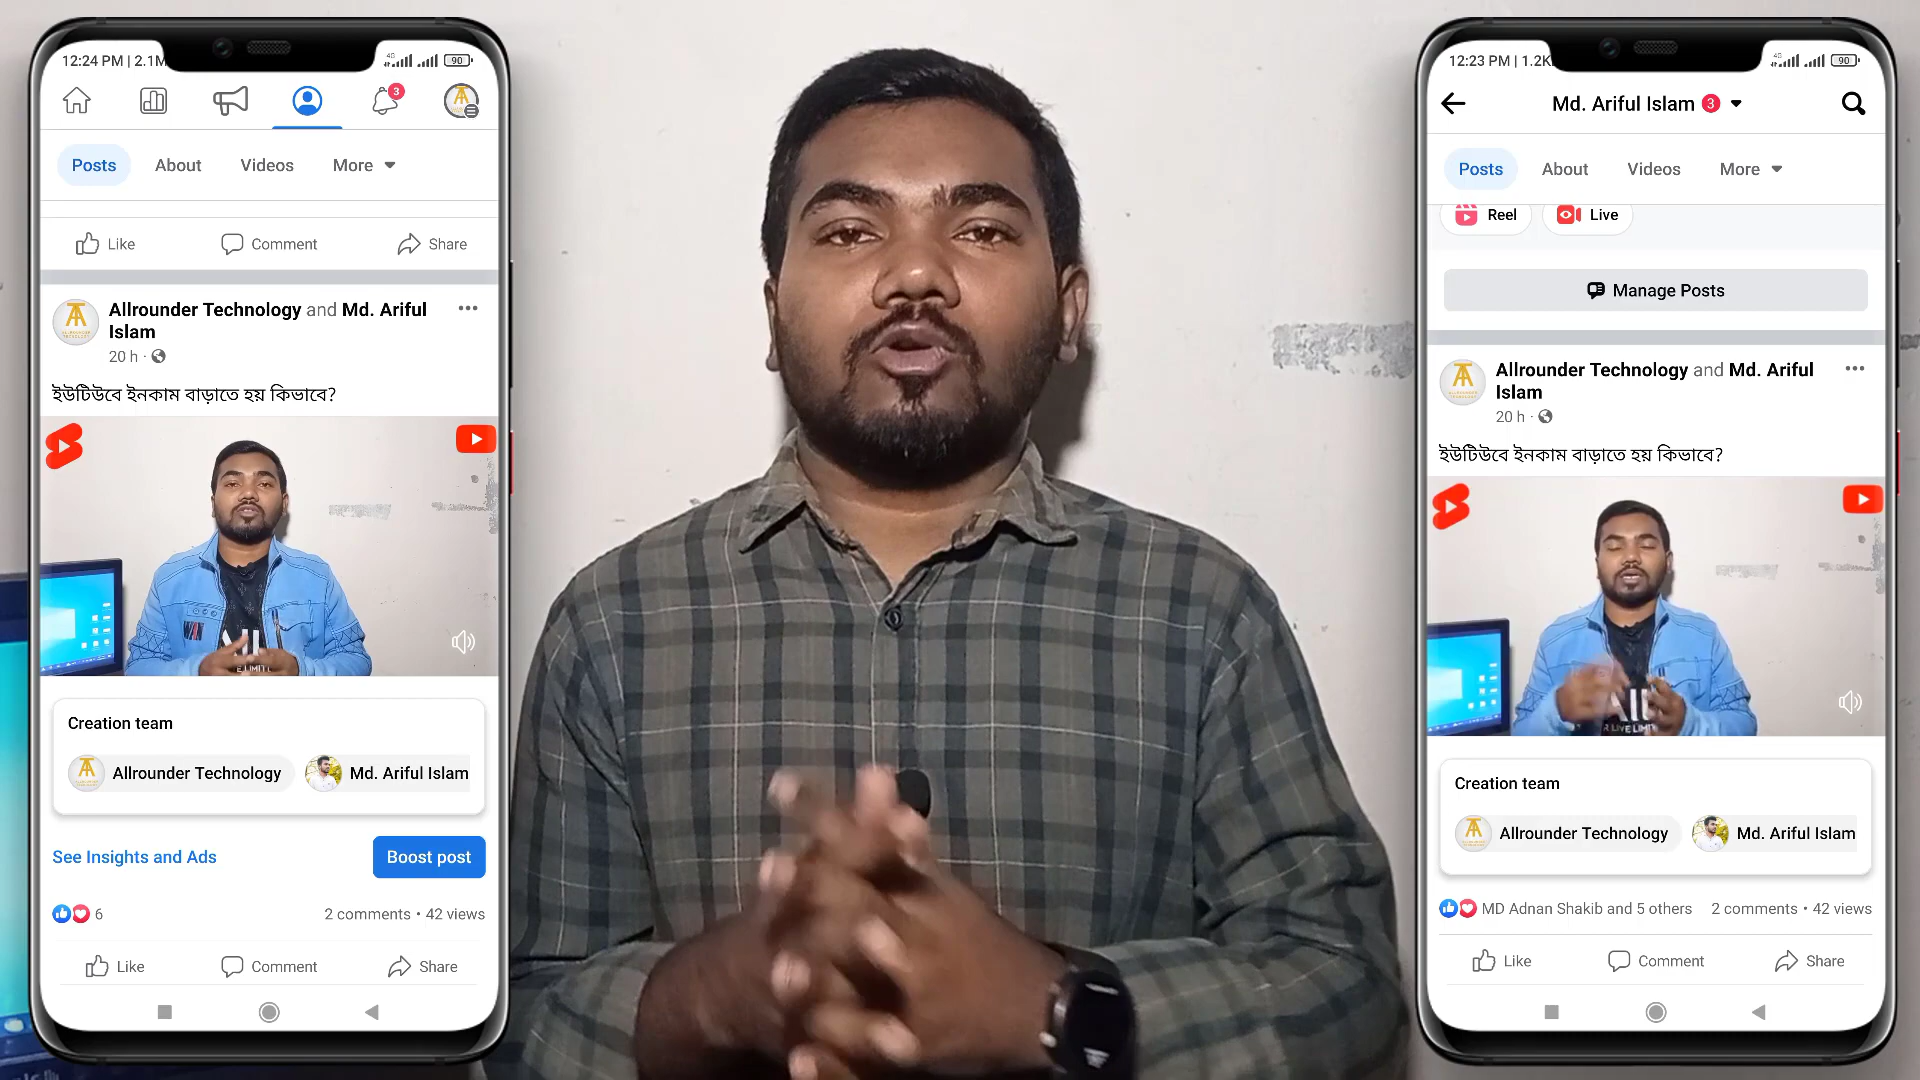 12:24 PM | 2.1M
4G
90
3
Posts
About
Videos
More
Like
Comment
Share
Allrounder Technology and Md. Ariful
Islam
20 h
ইউটিউবে ইনকাম বাড়াতে হয় কিভাবে?
Creation team
Allrounder Technology
Md. Ariful Islam
See Insights and Ads
Boost post
6
2 comments • 42 views
Like
Comment
Share
12:23 PM | 1.2K
4G
90
Md. Ariful Islam 3
Posts
About
Videos
More
Reel
Live
Manage Posts
Allrounder Technology and Md. Ariful
Islam
20 h
ইউটিউবে ইনকাম বাড়াতে হয় কিভাবে?
Creation team
Allrounder Technology
Md. Ariful Islam
MD Adnan Shakib and 5 others
2 comments • 42 views
Like
Comment
Share